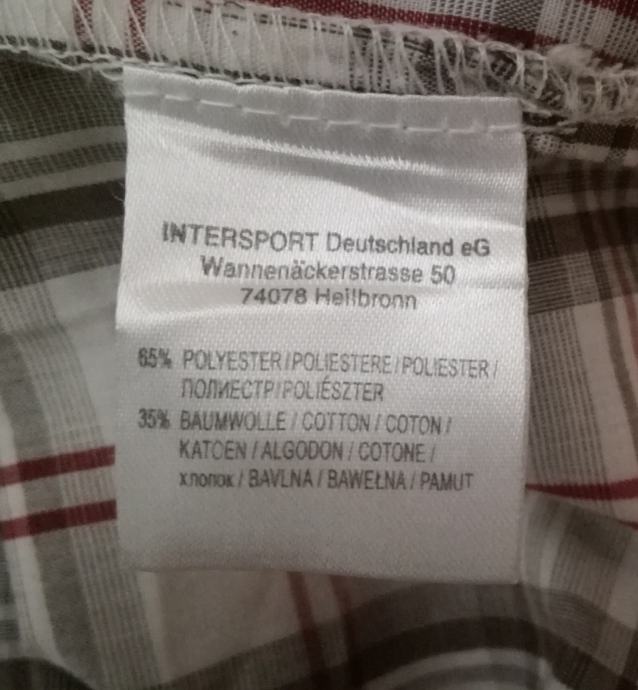 INTERSPORT Deutschland eG
Wannenäckerstrasse 50
74078 Heilbronn
65% POLYESTER/POLIESTERE/POLIESTER/
ПОЛИЕСТР/POLIÉSZTER
35% BAUMWOLLE / COTTON / COTON /
KATOEN / ALGODON / COTONE /
хлопок / BAVLNA / BAWEŁNA / PAMUT